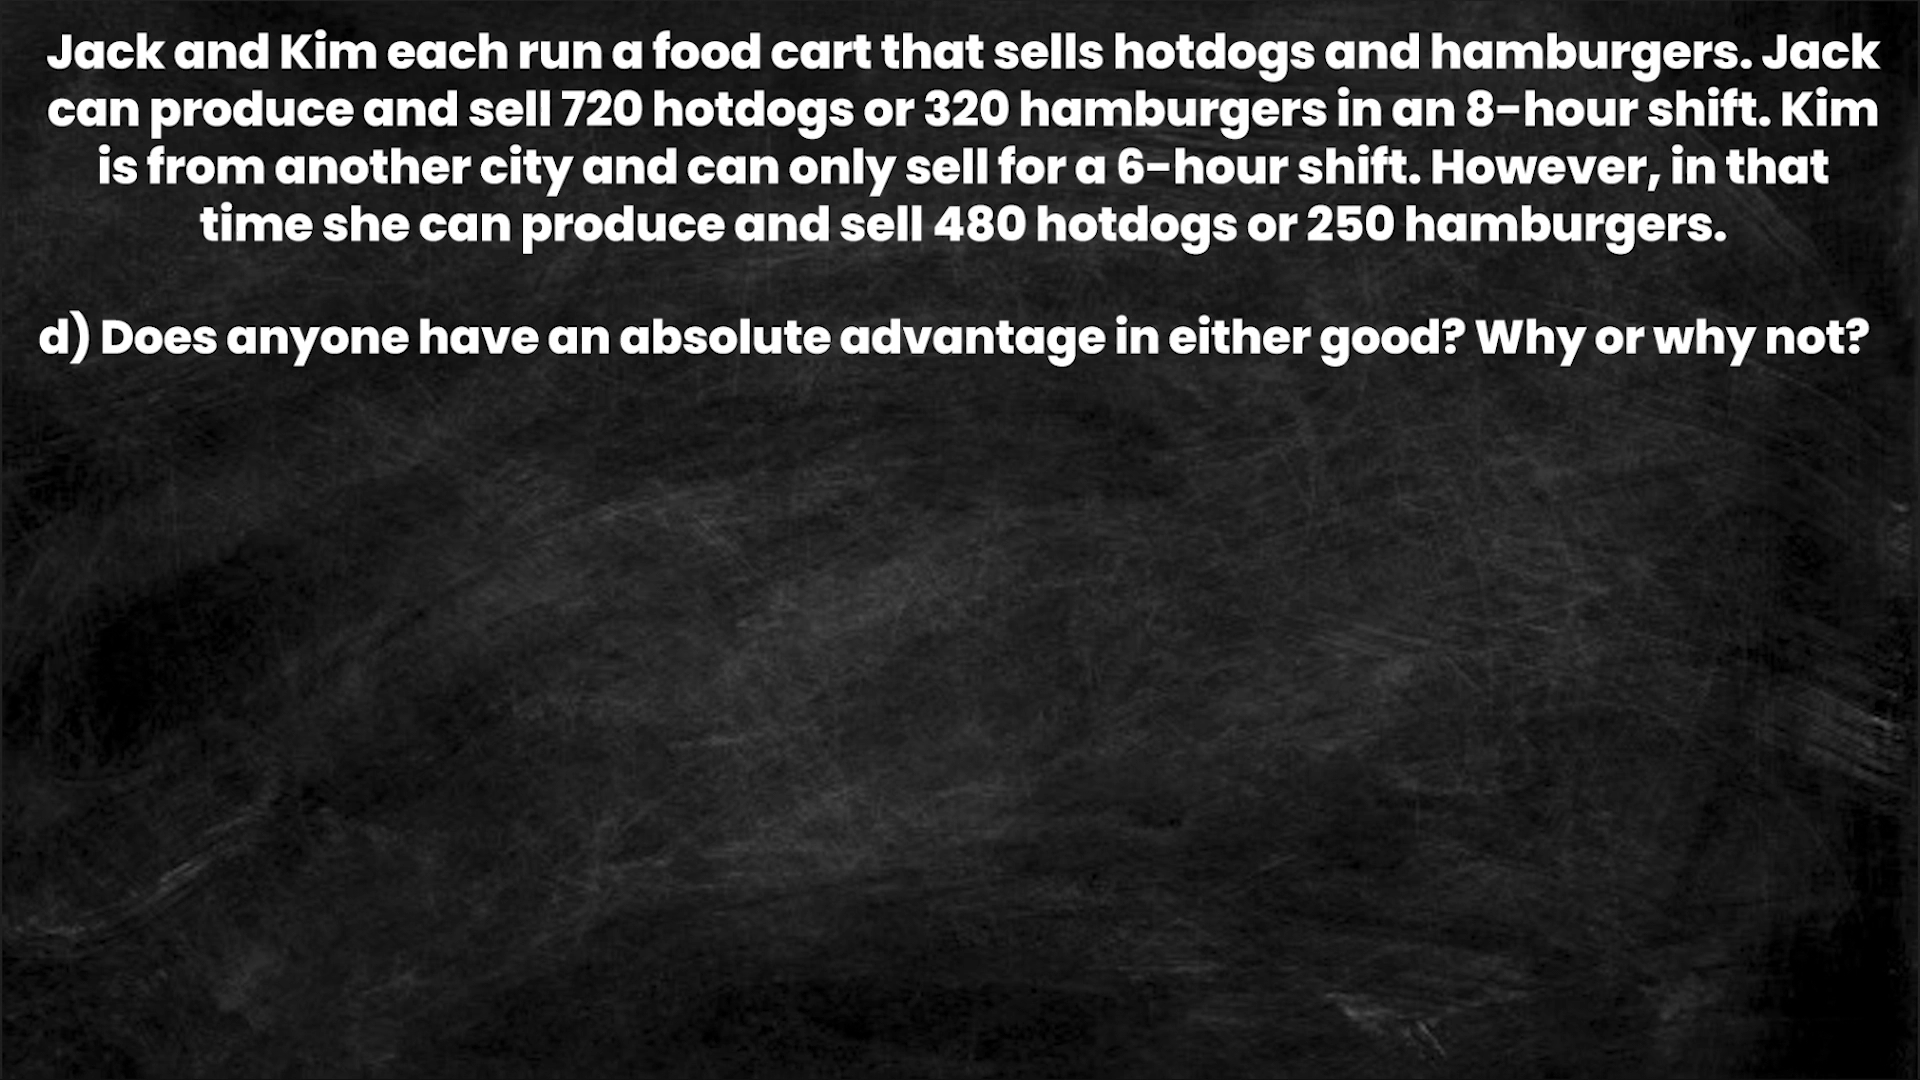 Jack and Kim each run a food cart that sells hotdogs and hamburgers. Jack
can produce and sell 720 hotdogs or 320 hamburgers in an 8-hour shift. Kim
is from another city and can only sell for a 6-hour shift. However, in that
time she can produce and sell 480 hotdogs or 250 hamburgers.
d) Does anyone have an absolute advantage in either good? Why or why not?